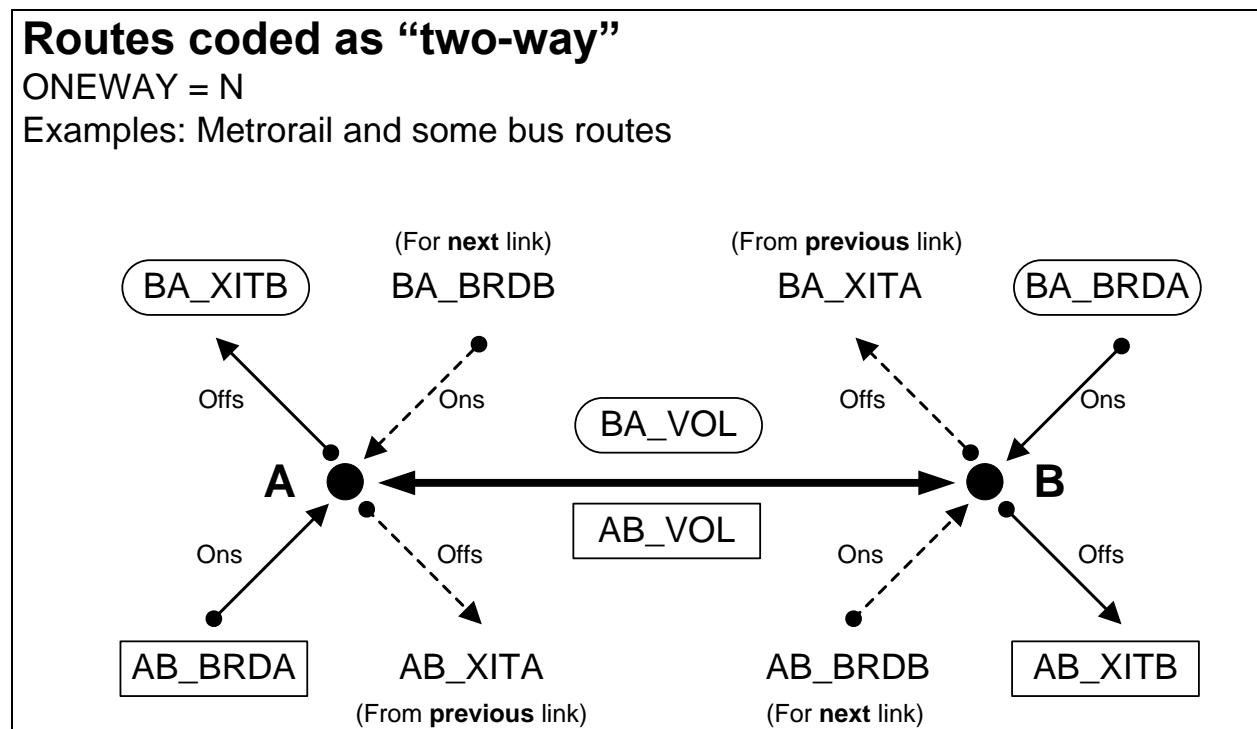 Routes coded as “two-way”
ONEWAY = N
Examples: Metrorail and some bus routes
(For next link) (From previous link)
BA_XITB BA_BRDB BA_XITA BA_BRDA
Offs Ons Offs Ons
BA_VOL
A B
AB_VOL
Ons Offs Ons Offs
AB_BRDA AB_XITA AB_BRDB AB_XITB
(From previous link) (For next link)